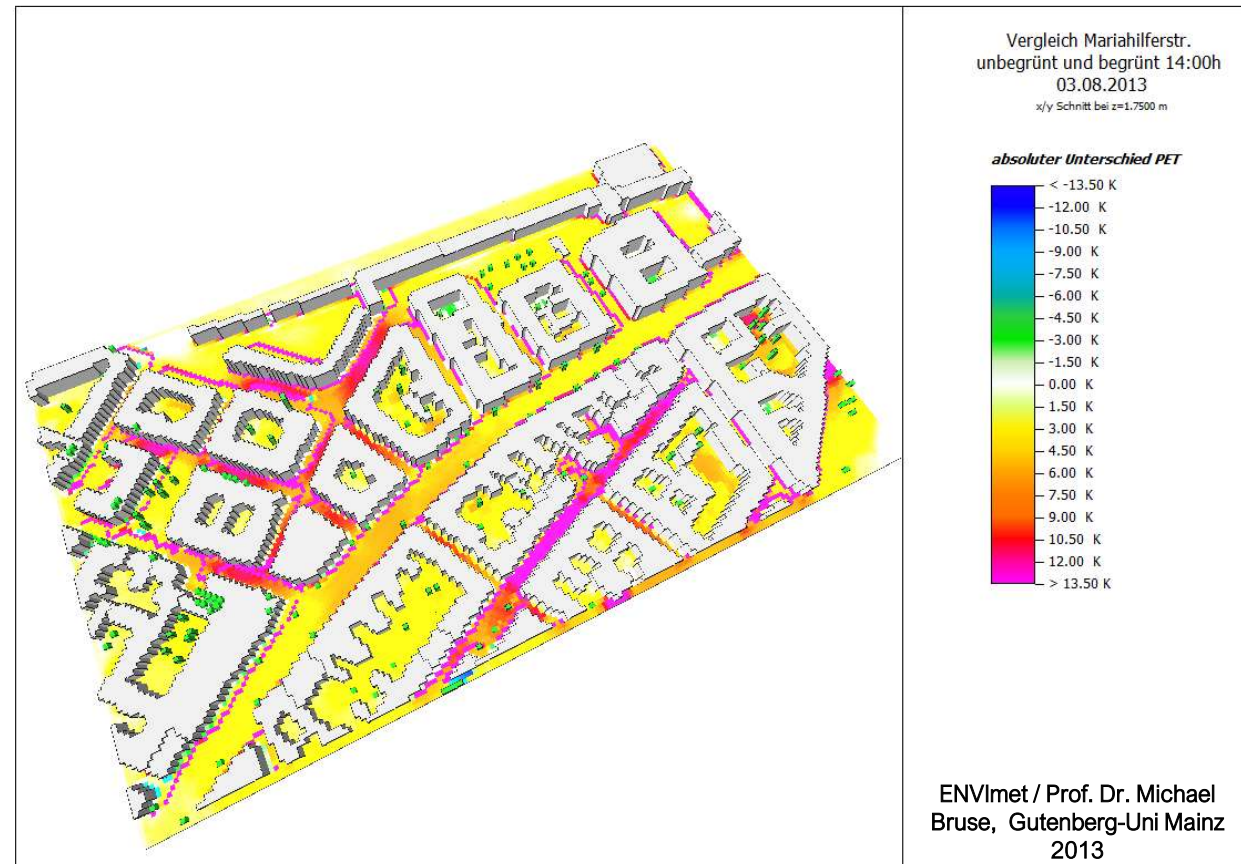 Vergleich Mariahilferstr.
unbegrünt und begrünt 14:00h
03.08.2013
x/y Schnitt bei z=1.7500 m
absoluter Unterschied PET
< -13.50 K
-12.00 K
-10.50 K
-9.00 K
-7.50 K
-6.00 K
-4.50 K
-3.00 K
-1.50 K
0.00 K
1.50 K
3.00 K
4.50 K
6.00 K
7.50 K
9.00 K
10.50 K
12.00 K
> 13.50 K
ENVImet / Prof. Dr. Michael
Bruse, Gutenberg-Uni Mainz
2013